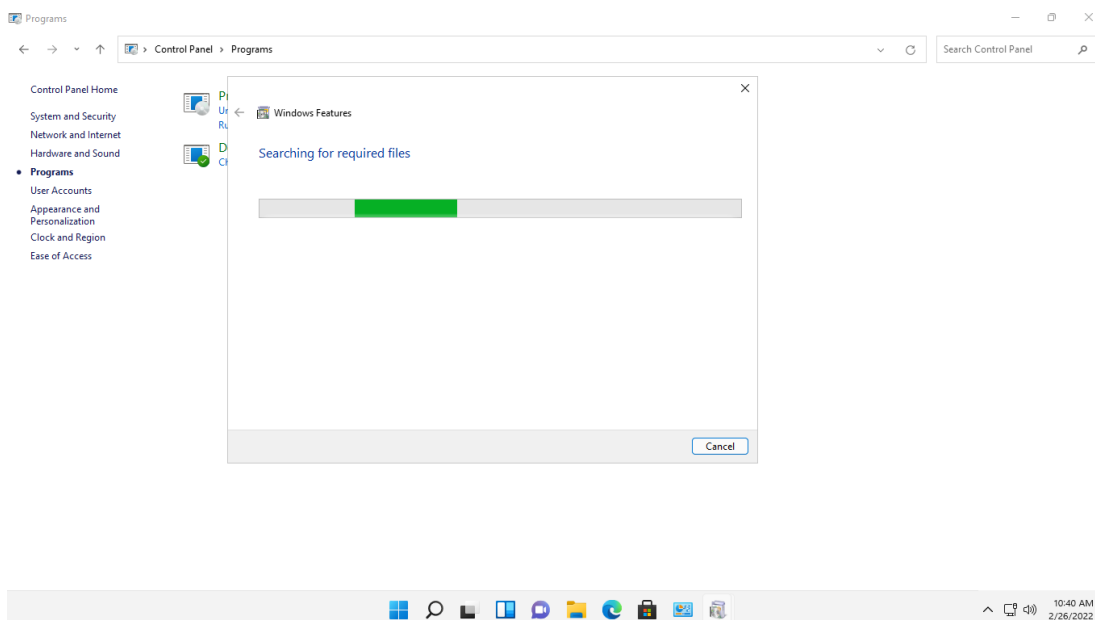 Programs
Control Panel > Programs
Search Control Panel
Control Panel Home
System and Security
Network and Internet
Hardware and Sound
Programs
User Accounts
Appearance and
Personalization
Clock and Region
Ease of Access
Windows Features
Searching for required files
Cancel
10:40 AM
2/26/2022